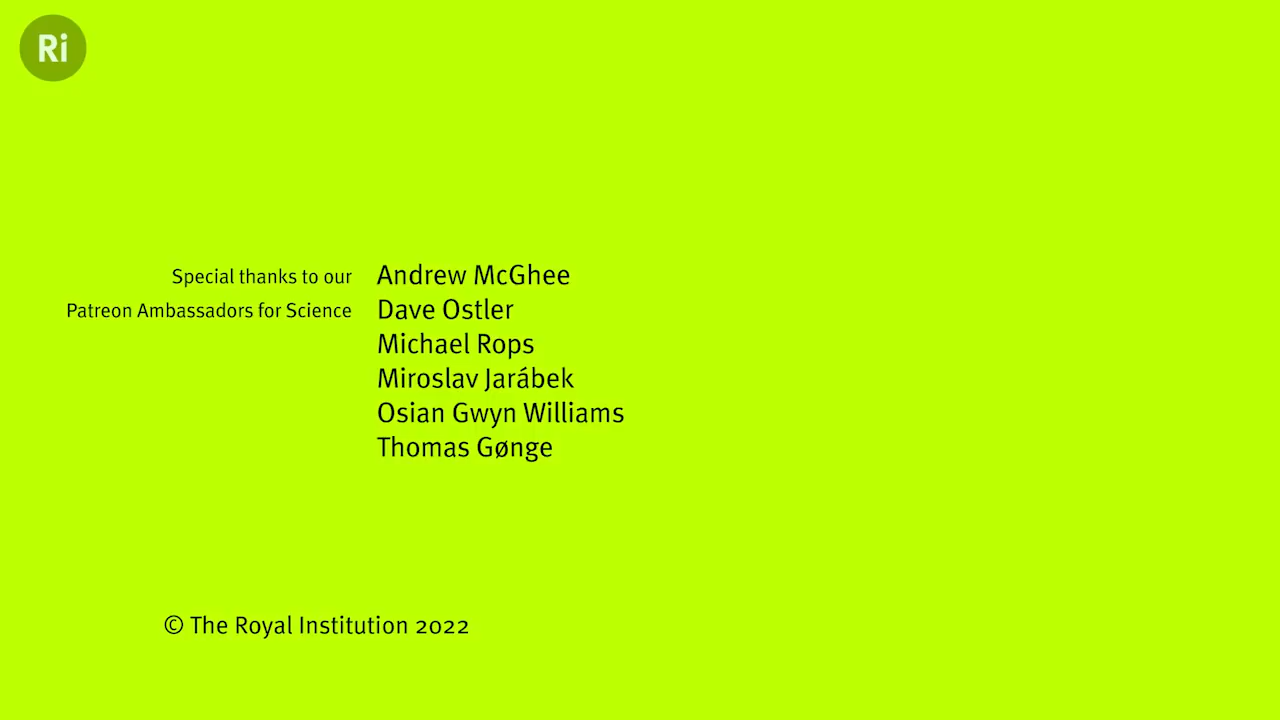 Ri
Special thanks to our Andrew McGhee
Patreon Ambassadors for Science Dave Ostler
Michael Rops
Miroslav Jarábek
Osian Gwyn Williams
Thomas Gønge
© The Royal Institution 2022